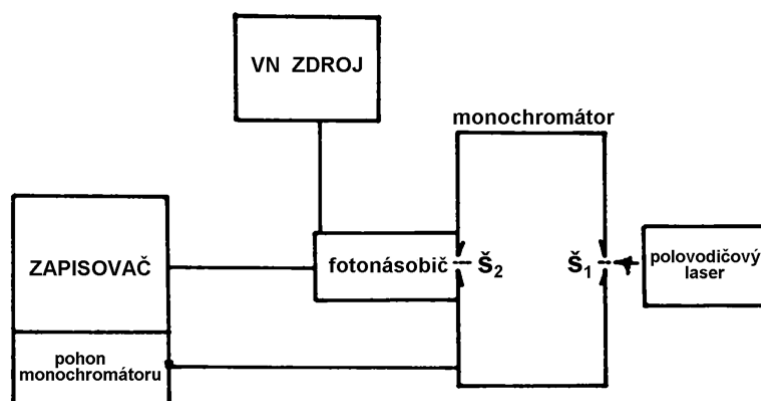 VN ZDROJ
monochromátor
ZAPISOVAČ
fotonásobič
Š2
Š1
polovodičový
laser
pohon
monochromátoru